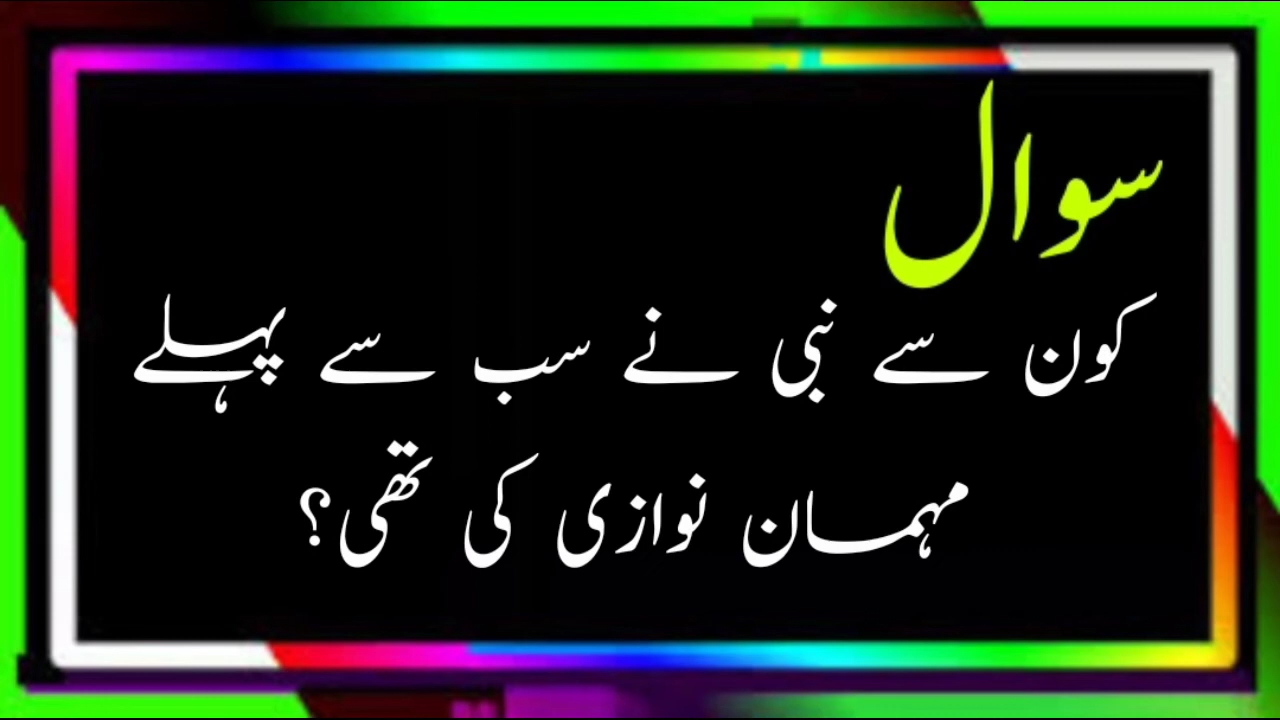 سوال
کون سے نبی نے سب سے پہلے
مہمان نوازی کی تھی؟